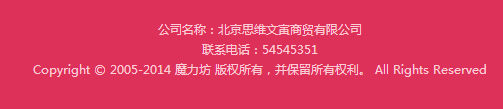 公司名称：北京思维文寅商贸有限公司
联系电话：54545351
Copyright © 2005-2014 魔力坊 版权所有，并保留所有权利。 All Rights Reserved